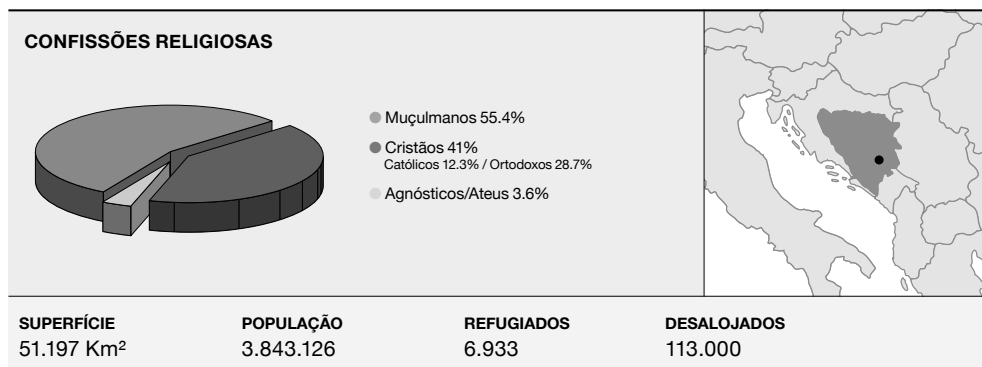 CONFISSÕES RELIGIOSAS
Muçulmanos 55.4%
Cristãos 41%
Católicos 12.3% / Ortodoxos 28.7%
Agnósticos/Ateus 3.6%
SUPERFÍCIE
51.197 Km²
POPULAÇÃO
3.843.126
REFUGIADOS
6.933
DESALOJADOS
113.000